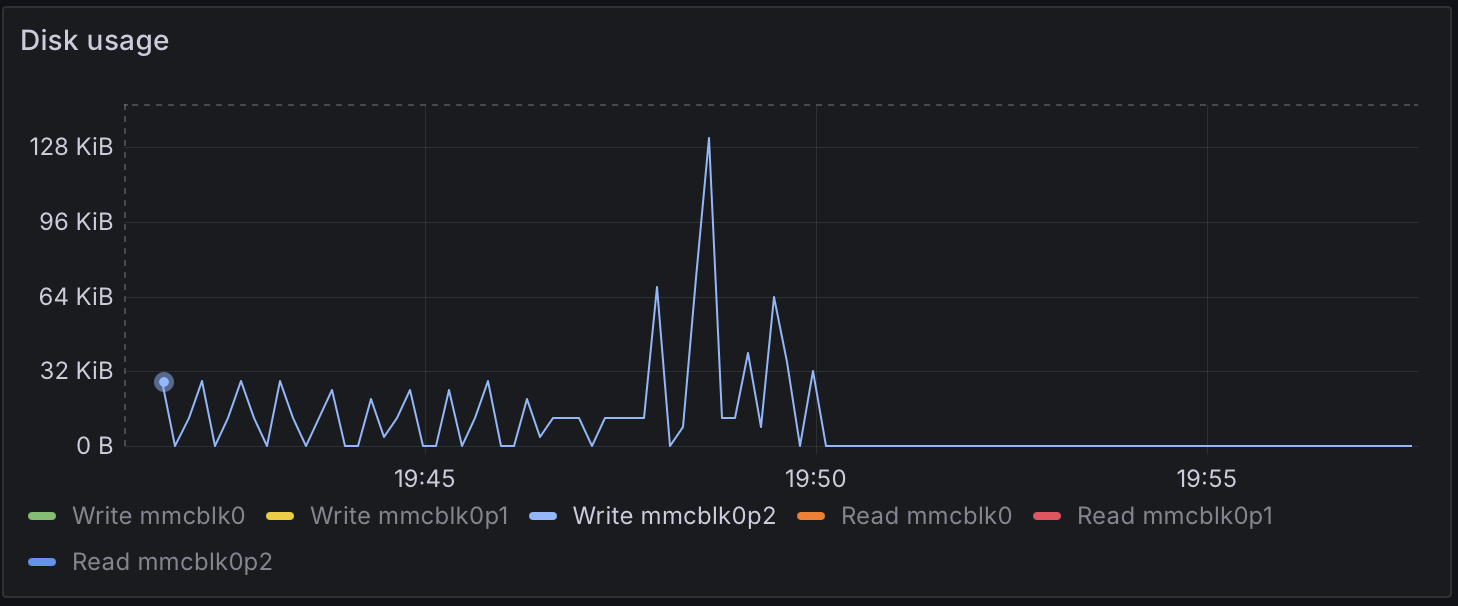 Disk usage
128 KiB
96 KiB
64 KiB
32 KiB
0 B
19:45 19:50 19:55
Write mmcblk0 Write mmcblk0p1 Write mmcblk0p2 Read mmcblk0 Read mmcblk0p1
Read mmcblk0p2